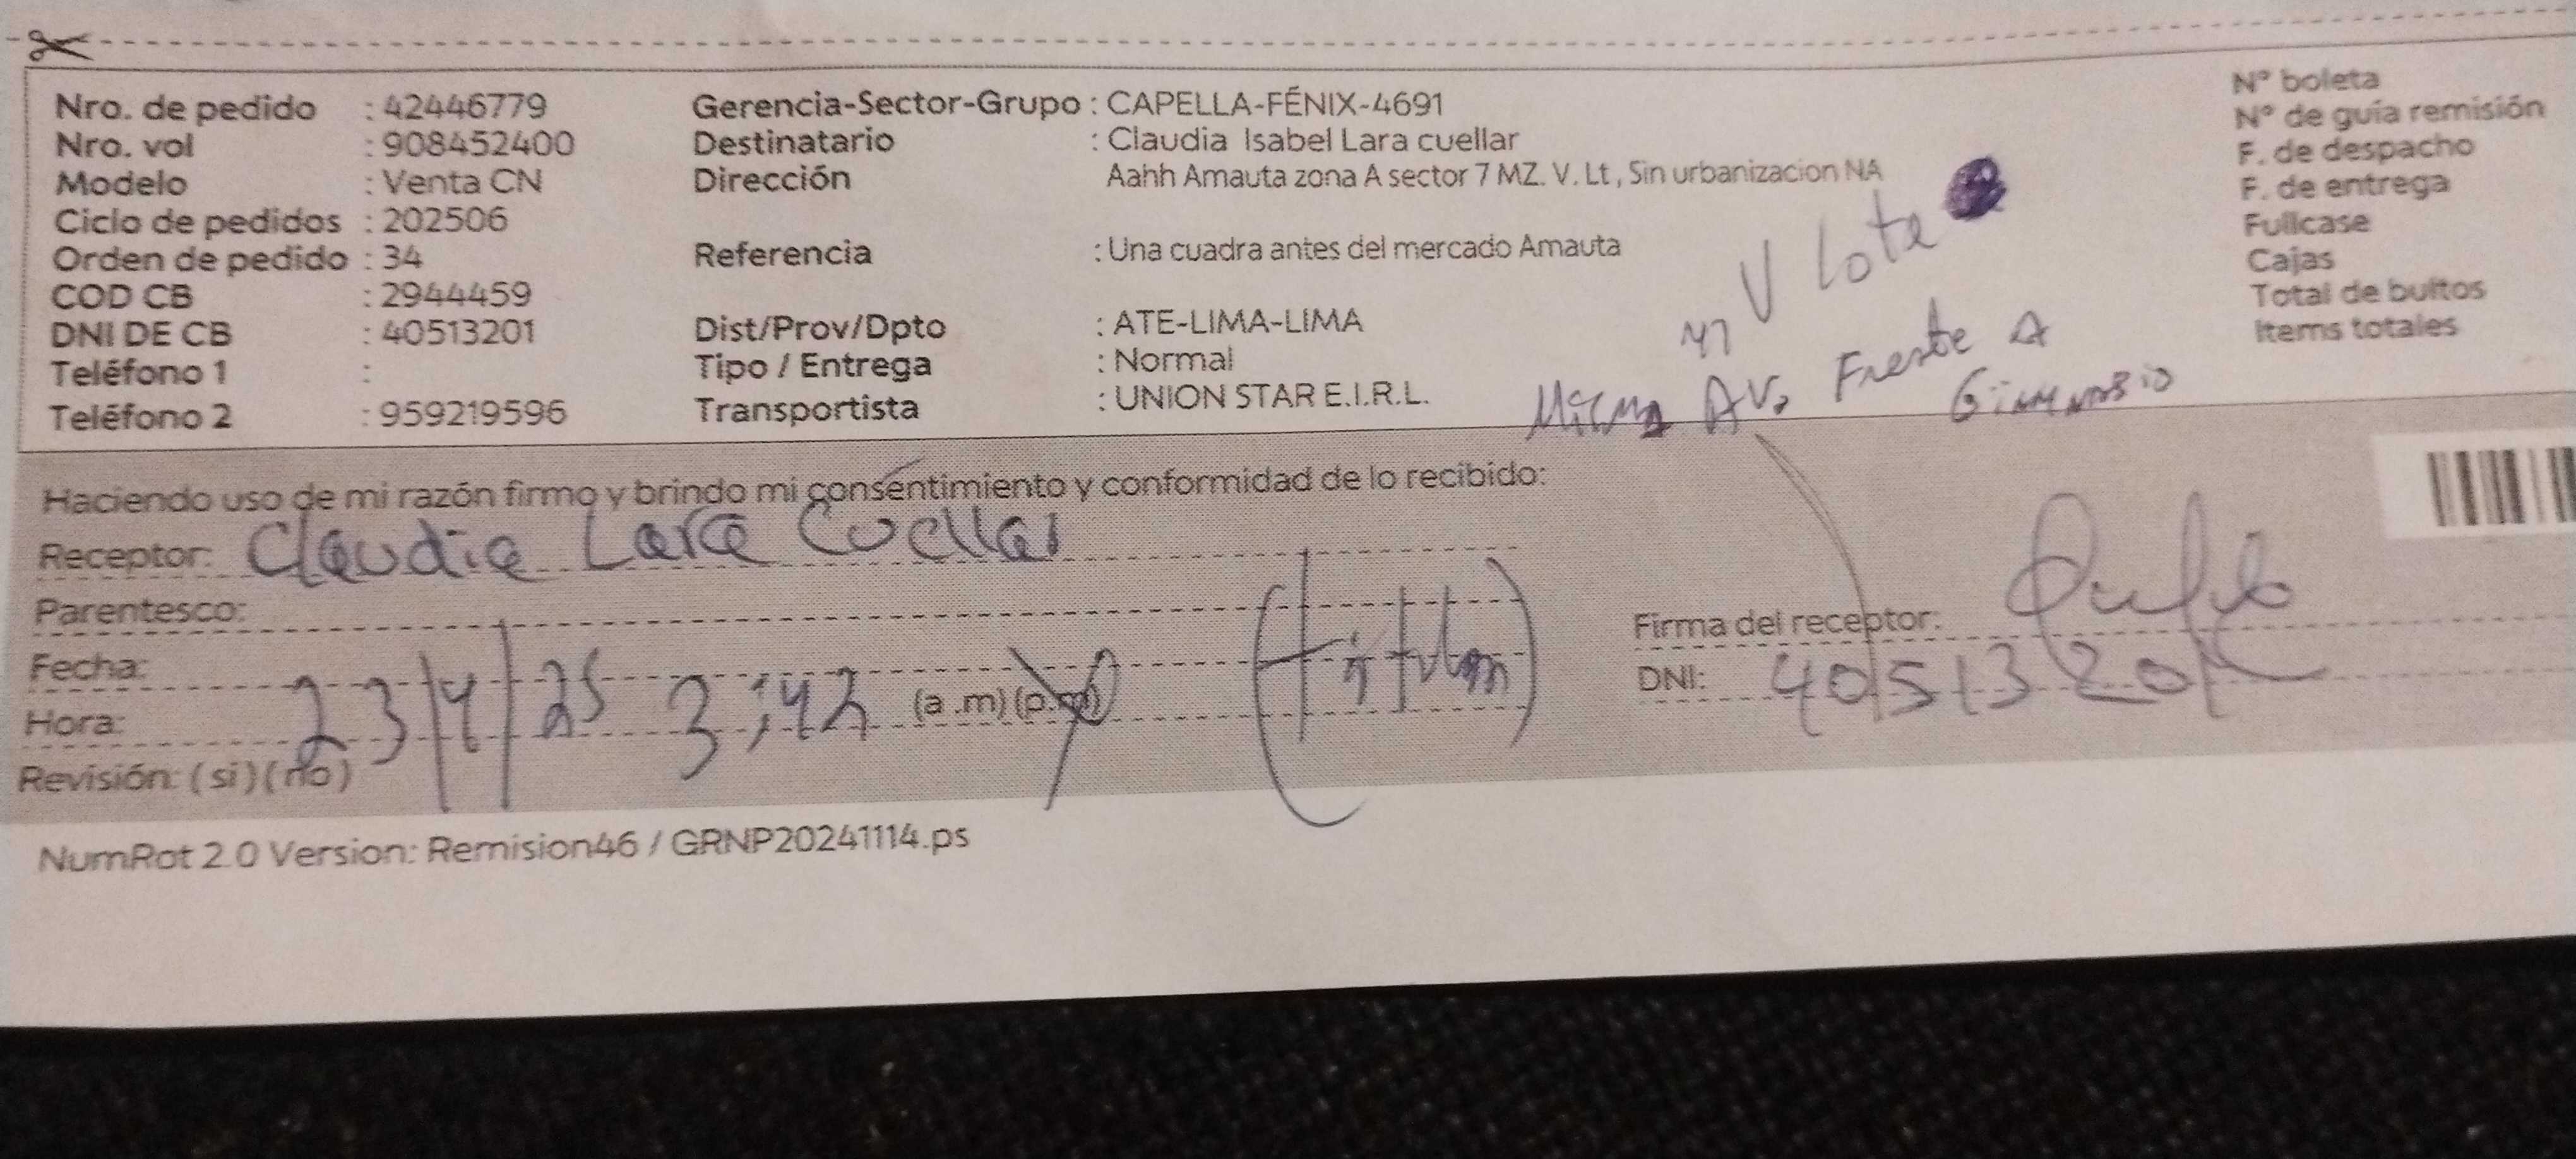 Nro. de pedido : 42446779 Gerencia-Sector-Grupo : CAPELLA-FÉNIX-4691 N° boleta
Nro. vol : 908452400 Destinatario : Claudia Isabel Lara cuellar N° de guía remisión
Modelo : Venta CN Dirección Aahh Amauta zona A sector 7 MZ. V. Lt , Sin urbanizacion NA F. de despacho
Ciclo de pedidos : 202506 F. de entrega
Orden de pedido : 34 Referencia : Una cuadra antes del mercado Amauta Fullcase
V Lote
COD CB : 2944459 Cajas
DNI DE CB : 40513201 Dist/Prov/Dpto : ATE-LIMA-LIMA Total de bultos
Teléfono 1 : Tipo / Entrega : Normal Items totales
Teléfono 2 : 959219596 Transportista : UNION STAR E.I.R.L.
AV. Frente A
Haciendo uso de mi razón firmo y brindo mi consentimiento y conformidad de lo recibido:
Receptor: Claudia Lara Cuellar
Parentesco: Firma del receptor:
Fecha: DNI: 40513201
Hora: 23/4/25 3:42 (a .m) (p.m)
Revisión: ( si ) ( no )
NumRot 2.0 Version: Remision46 / GRNP20241114.ps